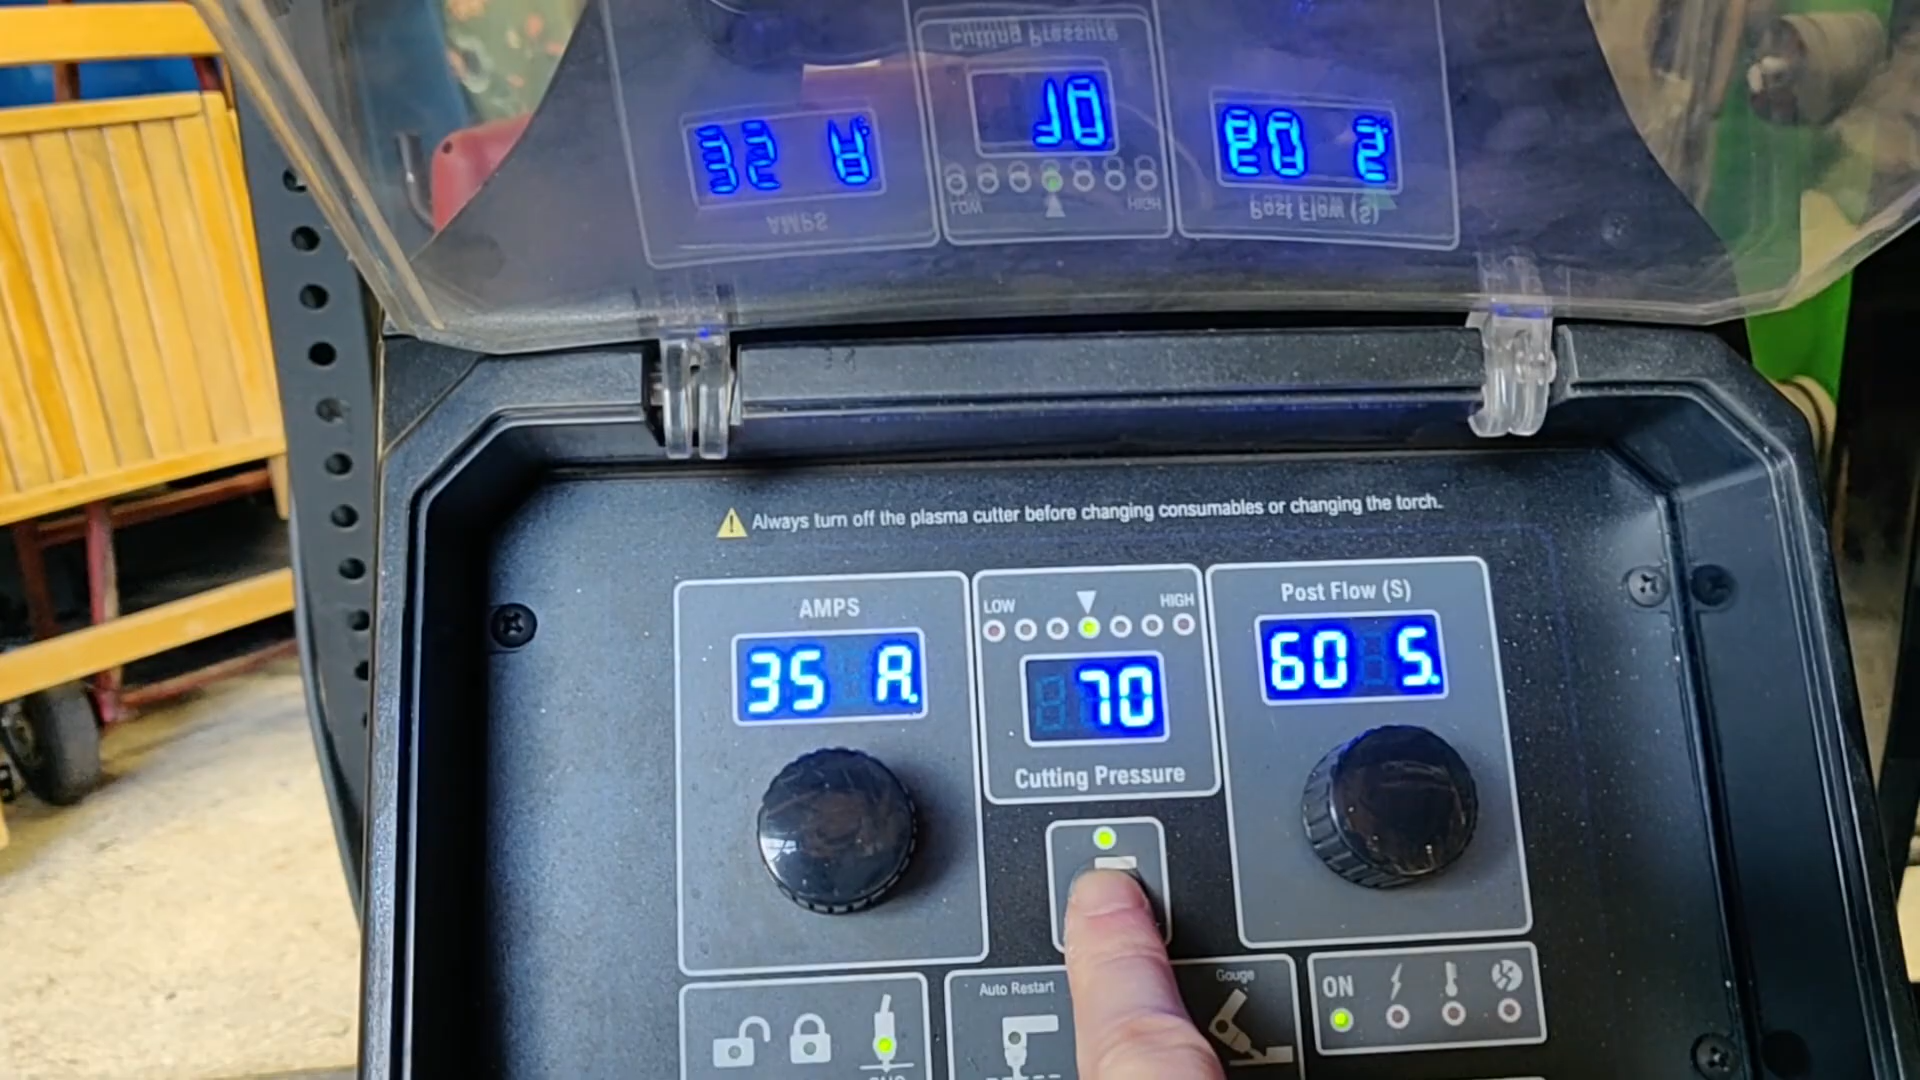 Always turn off the plasma cutter before changing consumables or changing the torch.
AMPS
35 A.
LOW HIGH
70
Cutting Pressure
Post Flow (S)
60 S.
Auto Restart
Gouge
ON